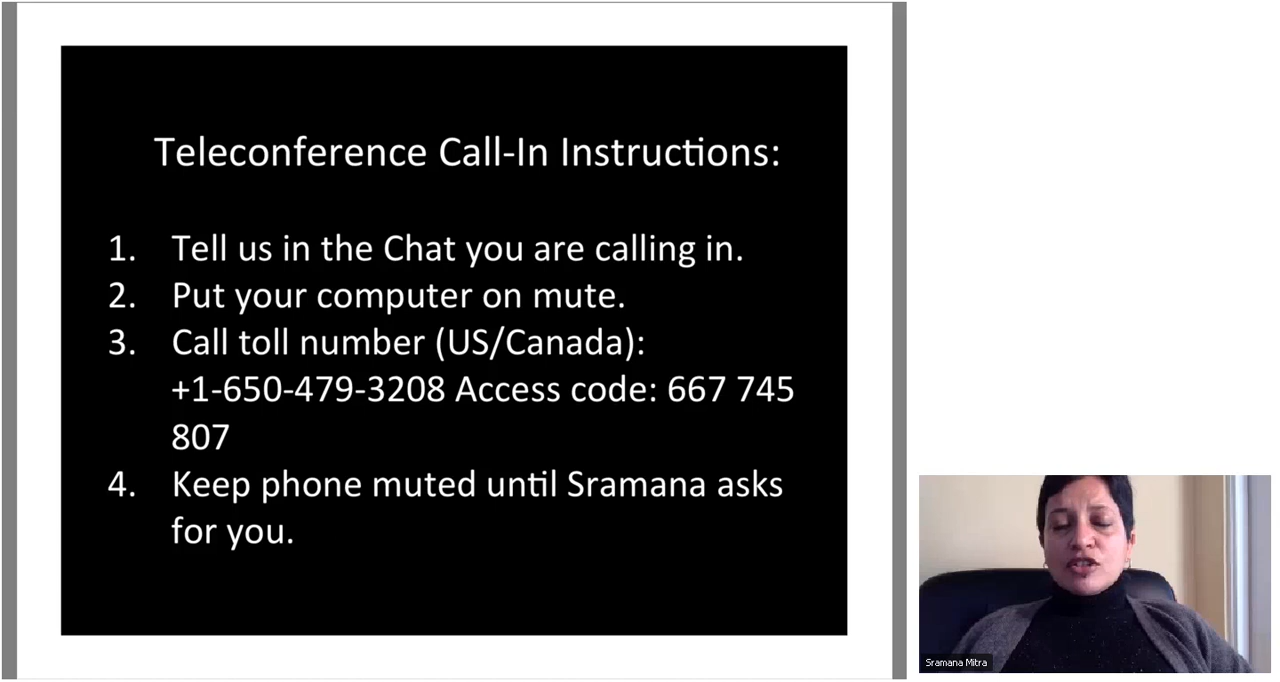 Teleconference Call-In Instructions:
1. Tell us in the Chat you are calling in.
2. Put your computer on mute.
3. Call toll number (US/Canada):
+1-650-479-3208 Access code: 667 745
807
4. Keep phone muted until Sramana asks
for you.
Sramana Mitra